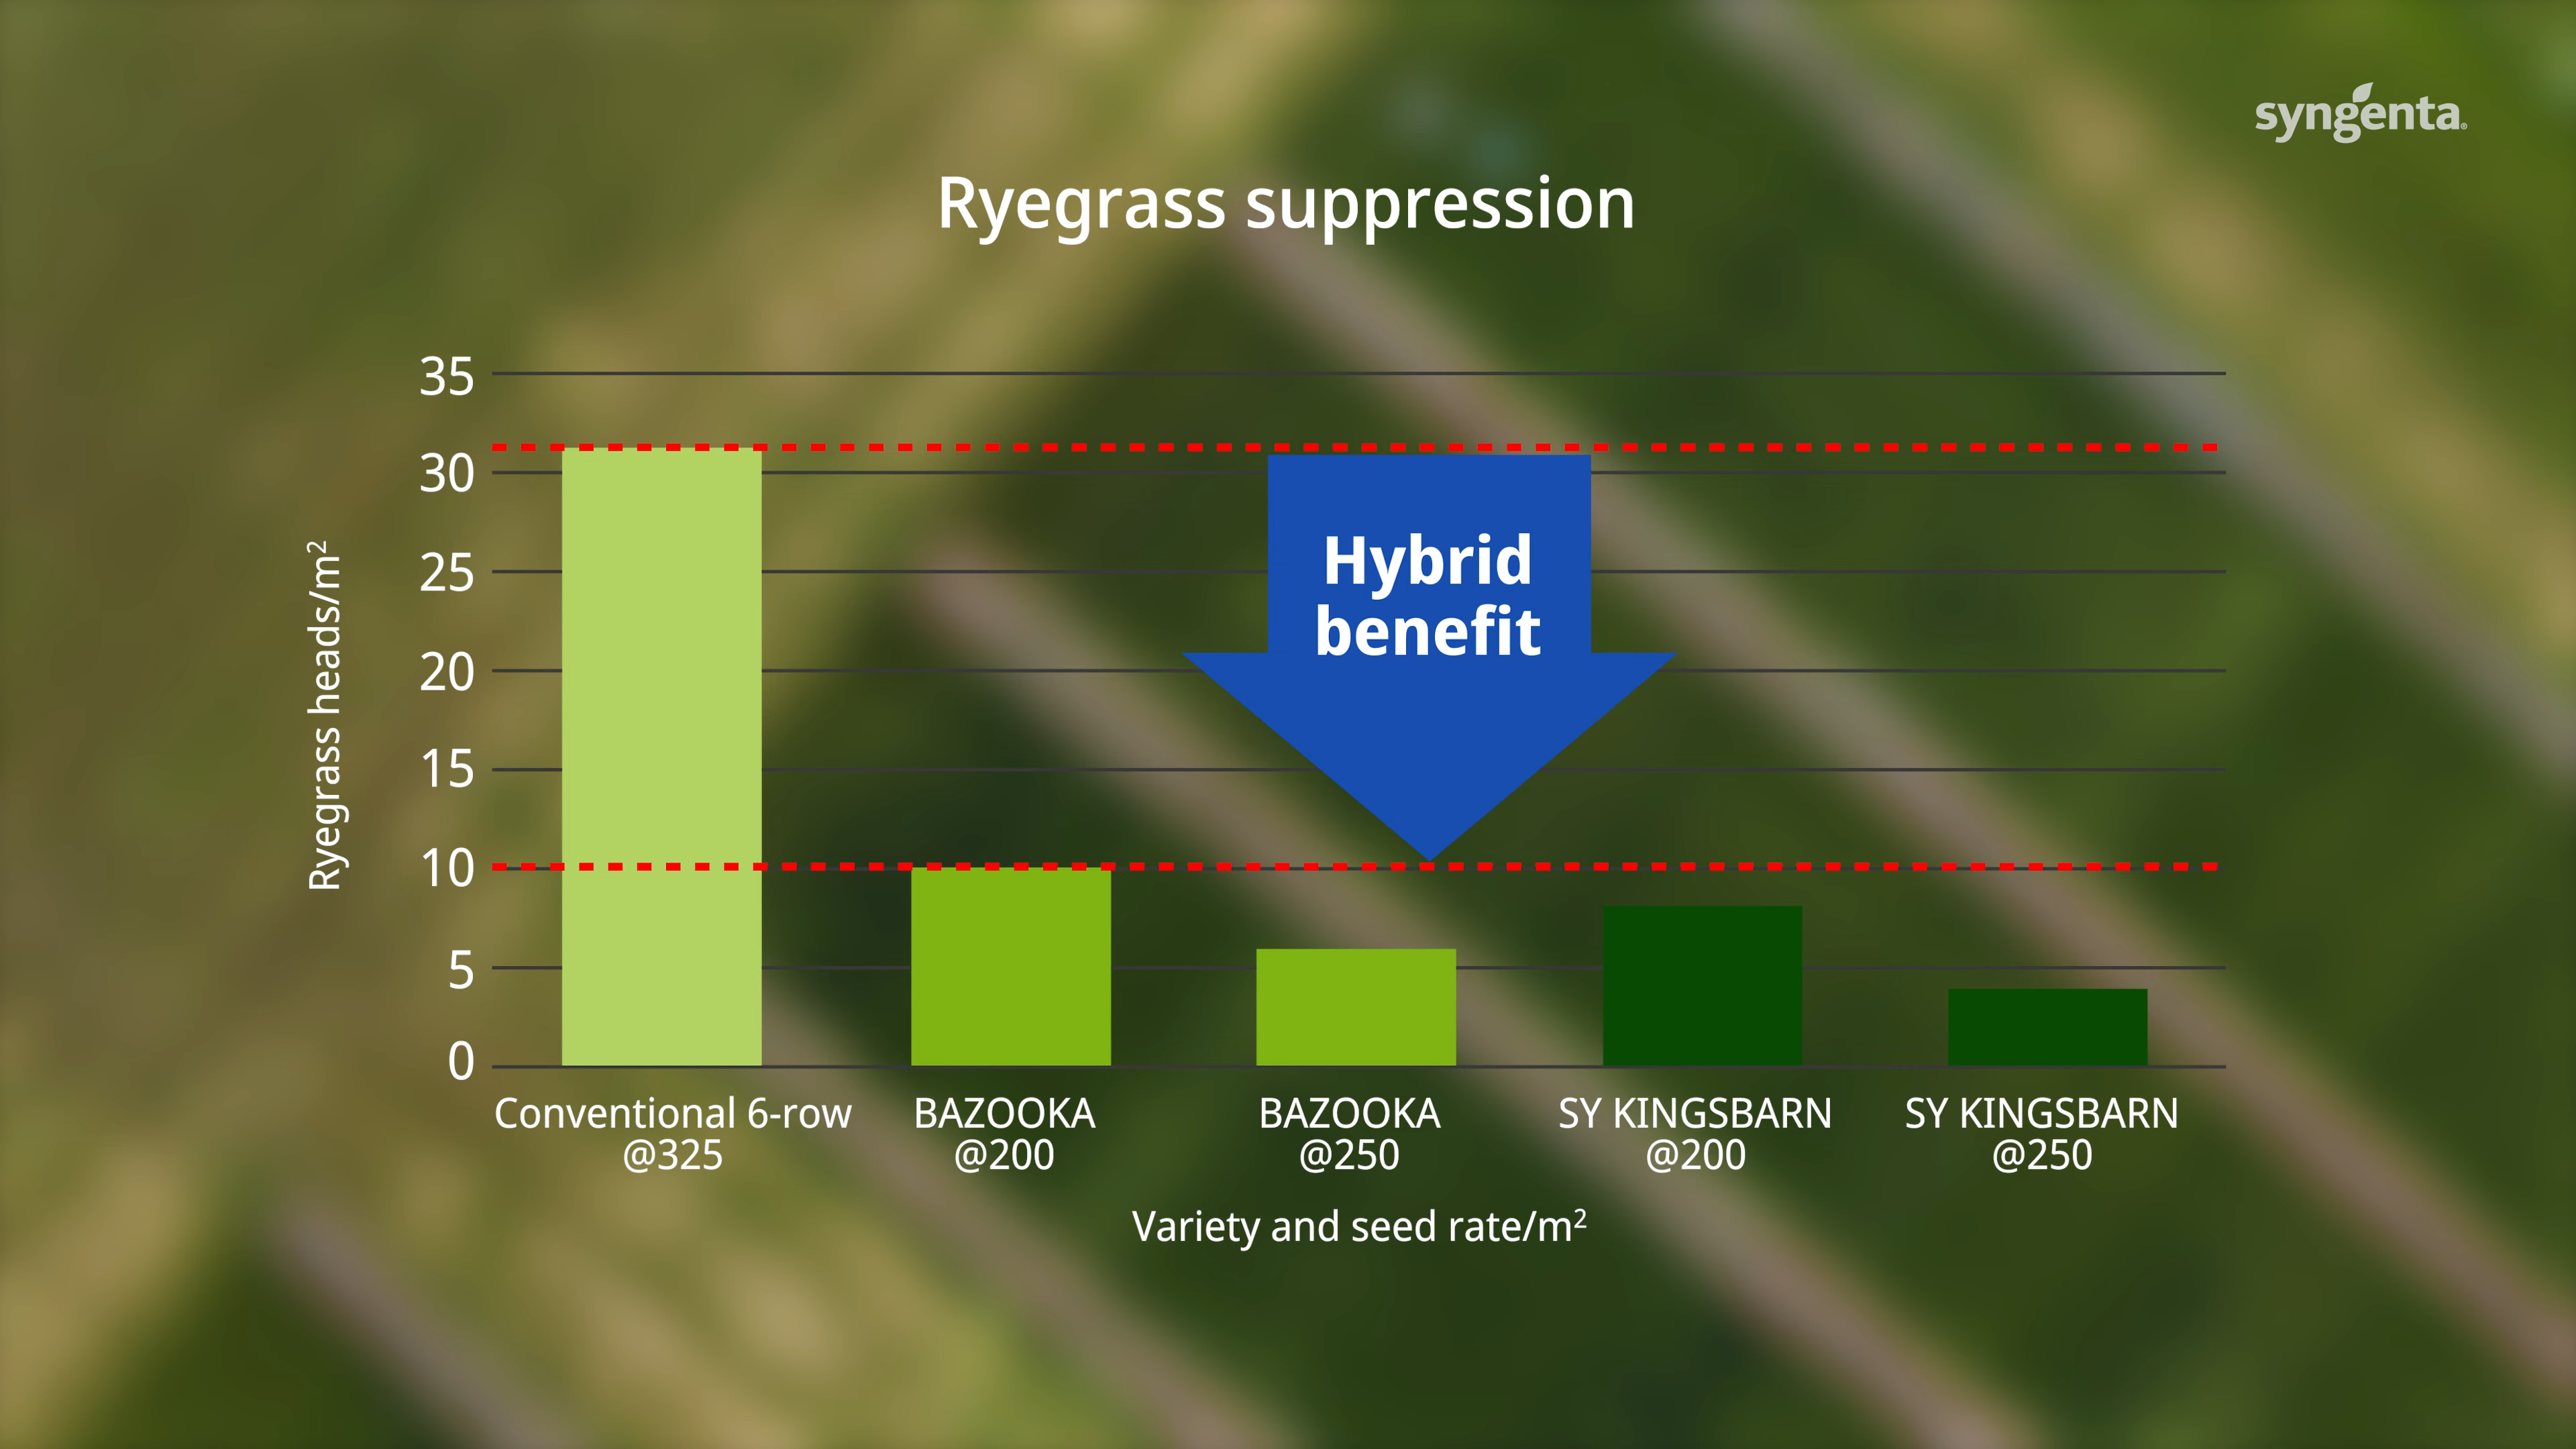 syngenta®
Ryegrass suppression
35
30
25
20
15
10
5
0
Ryegrass heads/m²
Hybrid
benefit
Conventional 6-row
@325
BAZOOKA
@200
BAZOOKA
@250
SY KINGSBARN
@200
SY KINGSBARN
@250
Variety and seed rate/m²